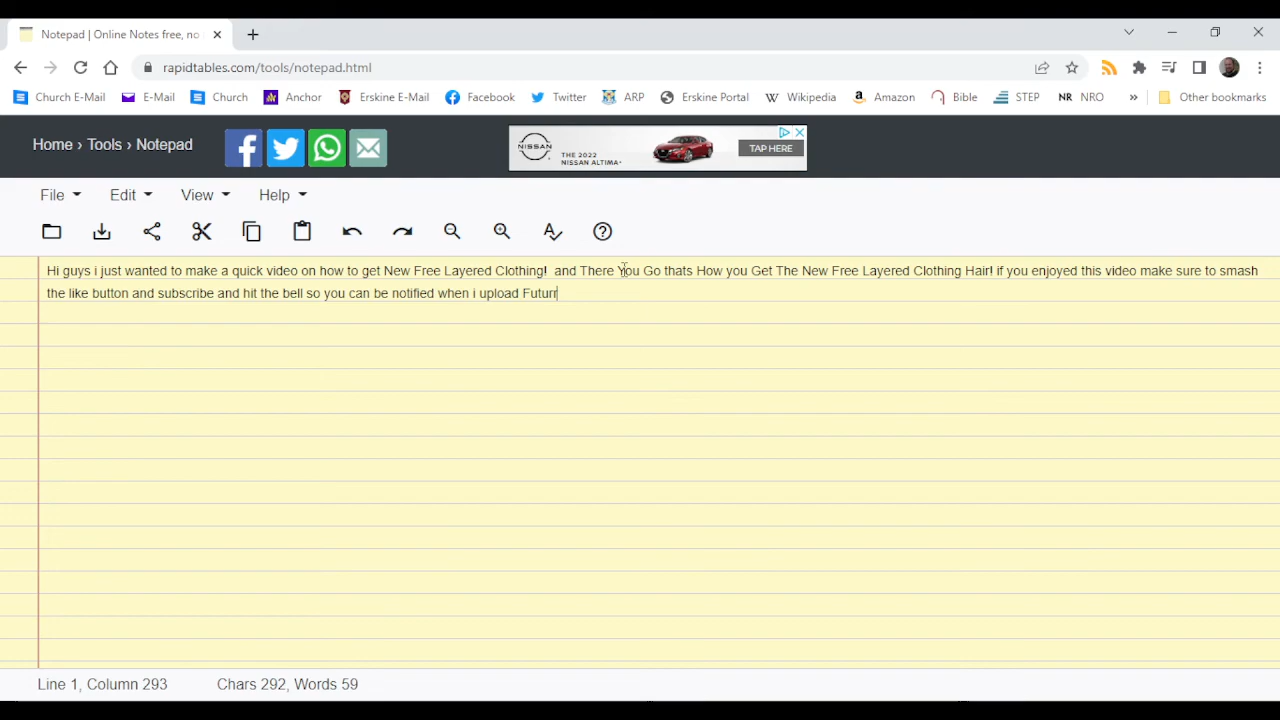 Notepad | Online Notes free, no
rapidtables.com/tools/notepad.html
Church E-Mail E-Mail Church Anchor Erskine E-Mail Facebook Twitter ARP Erskine Portal Wikipedia Amazon Bible STEP NR NRO » Other bookmarks
Home › Tools › Notepad
NISSAN
THE 2022
NISSAN ALTIMA
TAP HERE
File Edit View Help
Hi guys i just wanted to make a quick video on how to get New Free Layered Clothing! and There You Go thats How you Get The New Free Layered Clothing Hair! if you enjoyed this video make sure to smash
the like button and subscribe and hit the bell so you can be notified when i upload Futurr
Line 1, Column 293 Chars 292, Words 59